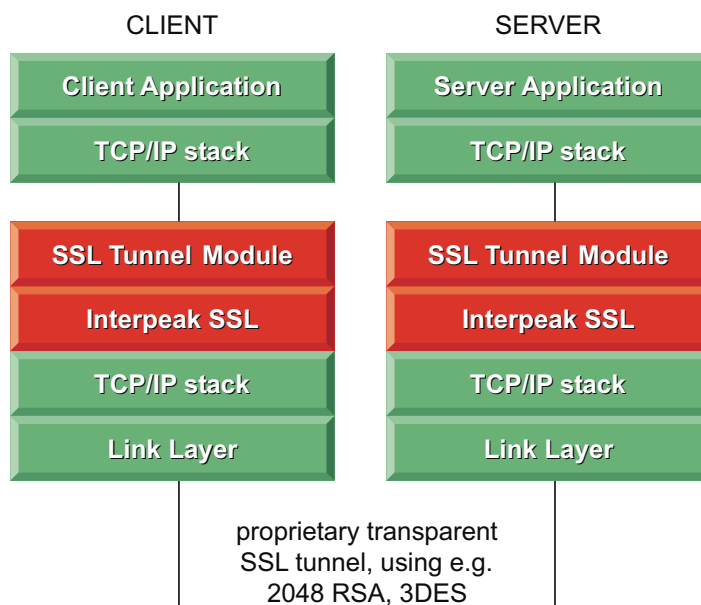 CLIENT
SERVER
Client Application
Server Application
TCP/IP stack
TCP/IP stack
SSL Tunnel Module
SSL Tunnel Module
Interpeak SSL
Interpeak SSL
TCP/IP stack
TCP/IP stack
Link Layer
Link Layer
proprietary transparent
SSL tunnel, using e.g.
2048 RSA, 3DES